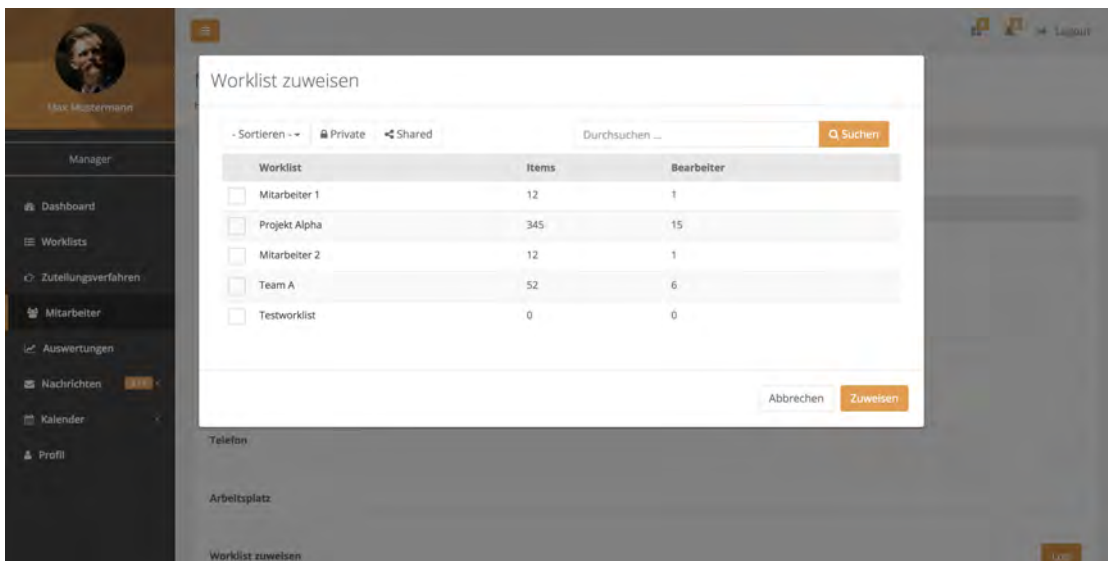 Logout
Max Mustermann
Manager
Dashboard
Worklists
Zuteilungsverfahren
Mitarbeiter
Auswertungen
Nachrichten
Kalender
Profil
Worklist zuweisen
- Sortieren - Private Shared Durchsuchen ... Suchen
Worklist Items Bearbeiter
Mitarbeiter 1 12 1
Projekt Alpha 345 15
Mitarbeiter 2 12 1
Team A 52 6
Testworklist 0 0
Abbrechen Zuweisen
Telefon
Arbeitsplatz
Worklist zuweisen